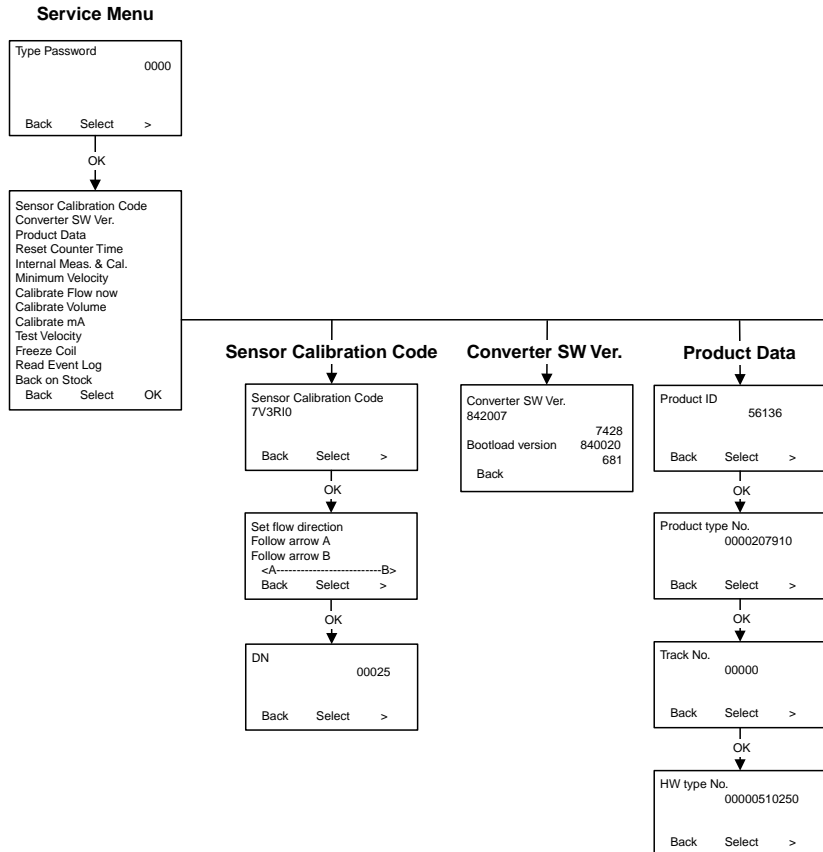 Service Menu
Type Password
0000
Back Select >
OK
Sensor Calibration Code
Converter SW Ver.
Product Data
Reset Counter Time
Internal Meas. & Cal.
Minimum Velocity
Calibrate Flow now
Calibrate Volume
Calibrate mA
Test Velocity
Freeze Coil
Read Event Log
Back on Stock
Back Select OK
Sensor Calibration Code
Sensor Calibration Code
7V3RI0
Back Select >
OK
Set flow direction
Follow arrow A
Follow arrow B
<A--------------------------B>
Back Select >
OK
DN
00025
Back Select >
Converter SW Ver.
Converter SW Ver.
842007
7428
Bootload version 840020
681
Back
Product Data
Product ID
56136
Back Select >
OK
Product type No.
0000207910
Back Select >
OK
Track No.
00000
Back Select >
OK
HW type No.
00000510250
Back Select >